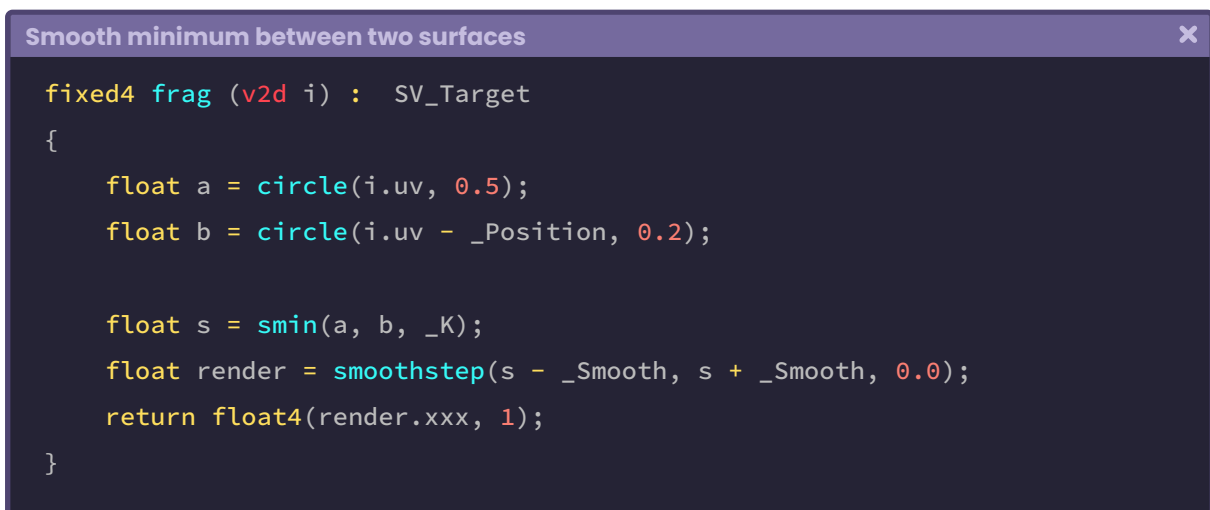 Smooth minimum between two surfaces
fixed4 frag (v2d i) : SV_Target
{
float a = circle(i.uv, 0.5);
float b = circle(i.uv - _Position, 0.2);
float s = smin(a, b, _K);
float render = smoothstep(s - _Smooth, s + _Smooth, 0.0);
return float4(render.xxx, 1);
}